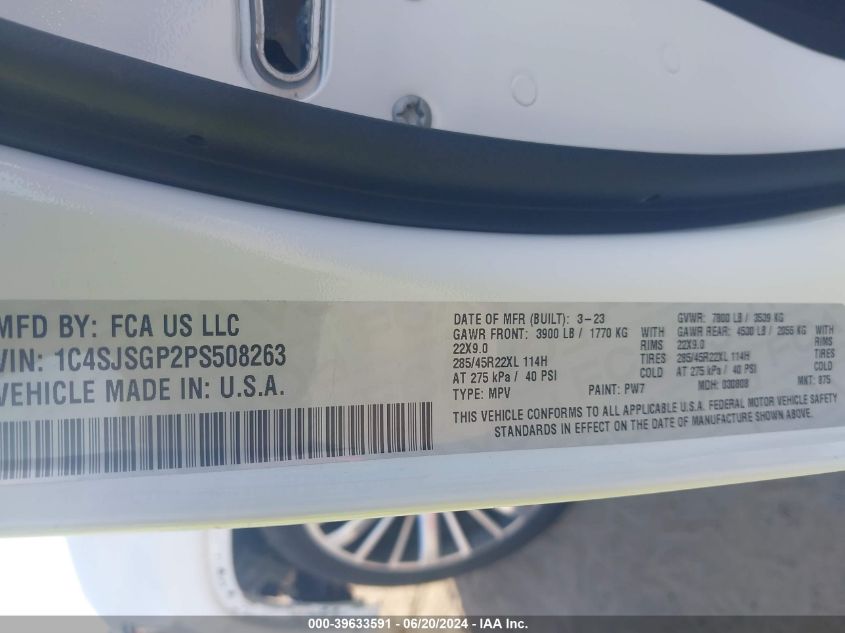 MFD BY: FCA US LLC
VIN: 1C4SJSGP2PS508263
VEHICLE MADE IN: U.S.A.
DATE OF MFR (BUILT): 3-23
GAWR FRONT: 3900 LB / 1770 KG WITH
22X9.0 RIMS
285/45R22XL 114H TIRES
AT 275 kPa / 40 PSI COLD
TYPE: MPV PAINT: PW7
GVWR: 7800 LB / 3539 KG
GAWR REAR: 4530 LB / 2055 KG WITH
22X9.0 RIMS
285/45R22XL 114H TIRES
AT 275 kPa / 40 PSI COLD
MDH: 030808 MKT: 875
THIS VEHICLE CONFORMS TO ALL APPLICABLE U.S.A. FEDERAL MOTOR VEHICLE SAFETY
STANDARDS IN EFFECT ON THE DATE OF MANUFACTURE SHOWN ABOVE.
000-39633591 - 06/20/2024 - IAA, Inc.